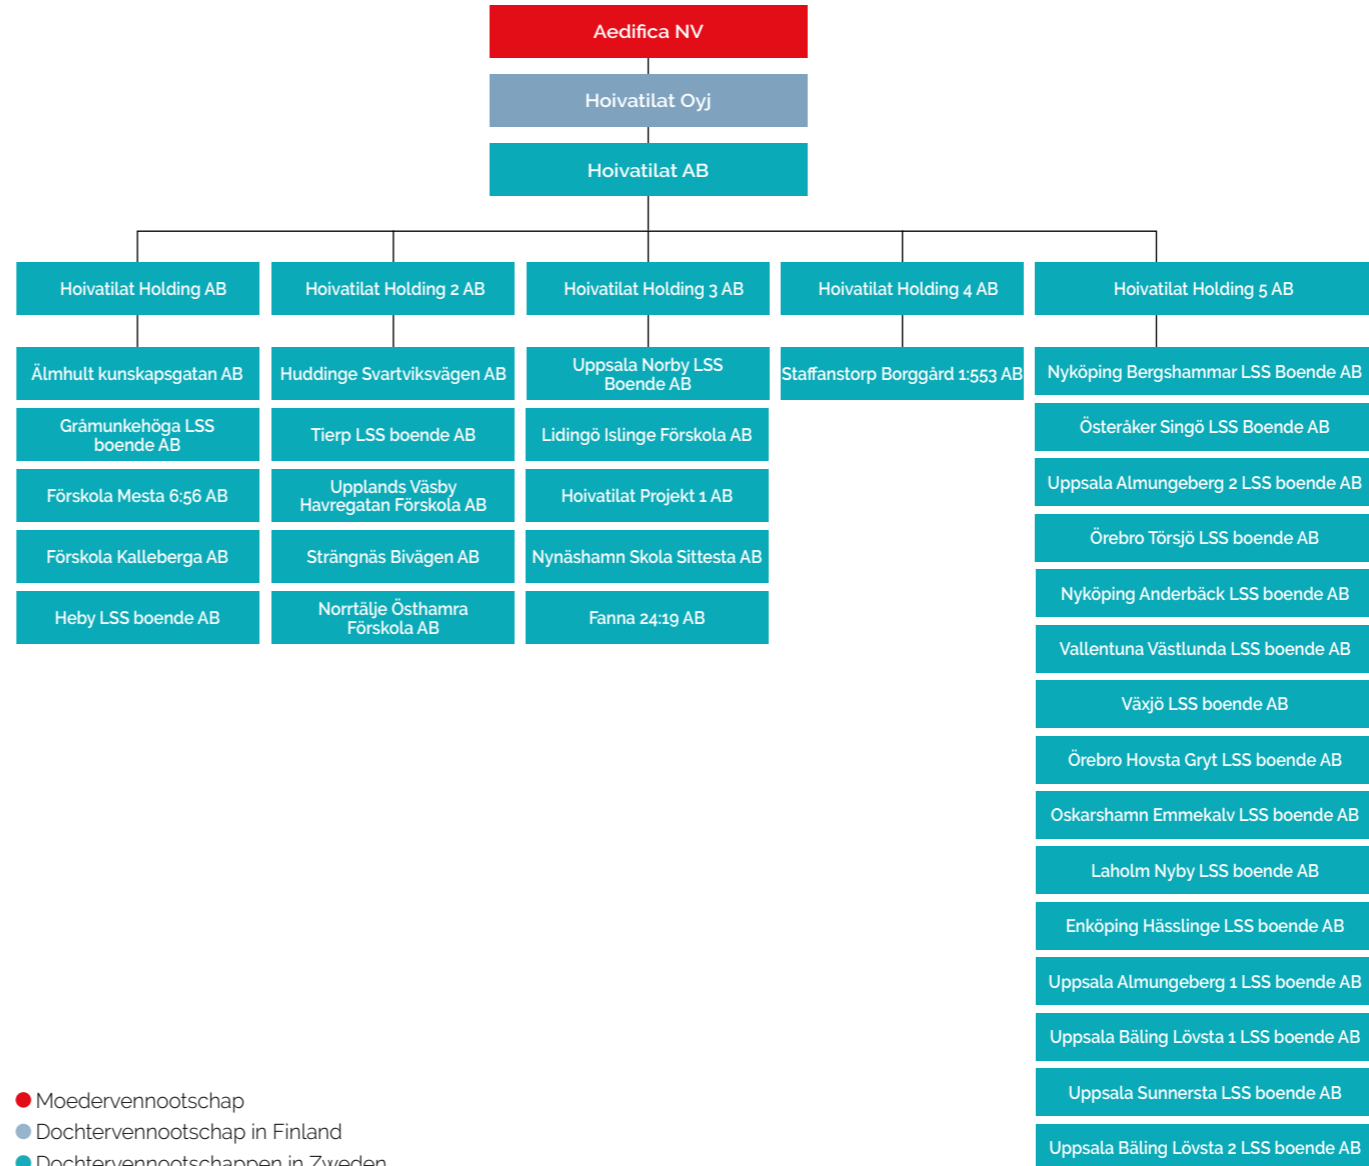 Aedifica NV
Hoivatilat Oyj
Hoivatilat AB
Hoivatilat Holding AB
Hoivatilat Holding 2 AB
Hoivatilat Holding 3 AB
Hoivatilat Holding 4 AB
Hoivatilat Holding 5 AB
Älmhult kunskapsgatan AB
Gråmunkehöga LSS
boende AB
Förskola Mesta 6:56 AB
Förskola Kalleberga AB
Heby LSS boende AB
Huddinge Svartviksvägen AB
Tierp LSS boende AB
Upplands Väsby
Havregatan Förskola AB
Strängnäs Bivägen AB
Norrtälje Östhamra
Förskola AB
Uppsala Norby LSS
Boende AB
Lidingö Islinge Förskola AB
Hoivatilat Projekt 1 AB
Nynäshamn Skola Sittesta AB
Fanna 24:19 AB
Staffanstorp Borggård 1:553 AB
Nyköping Bergshammar LSS Boende AB
Österåker Singö LSS Boende AB
Uppsala Almungeberg 2 LSS boende AB
Örebro Törsjö LSS boende AB
Nyköping Anderbäck LSS boende AB
Vallentuna Västlunda LSS boende AB
Växjö LSS boende AB
Örebro Hovsta Gryt LSS boende AB
Oskarshamn Emmekalv LSS boende AB
Laholm Nyby LSS boende AB
Enköping Hässlinge LSS boende AB
Uppsala Almungeberg 1 LSS boende AB
Uppsala Bäling Lövsta 1 LSS boende AB
Uppsala Sunnersta LSS boende AB
Uppsala Bäling Lövsta 2 LSS boende AB
Moedervennootschap
Dochtervennootschap in Finland
Dochtervennootschappen in Zweden